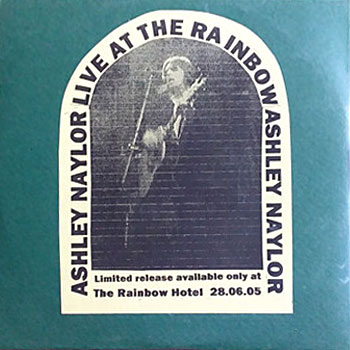 ASHLEY NAYLOR LIVE AT THE RAINBOW ASHLEY NAYLOR
Limited release available only at
The Rainbow Hotel 28.06.05